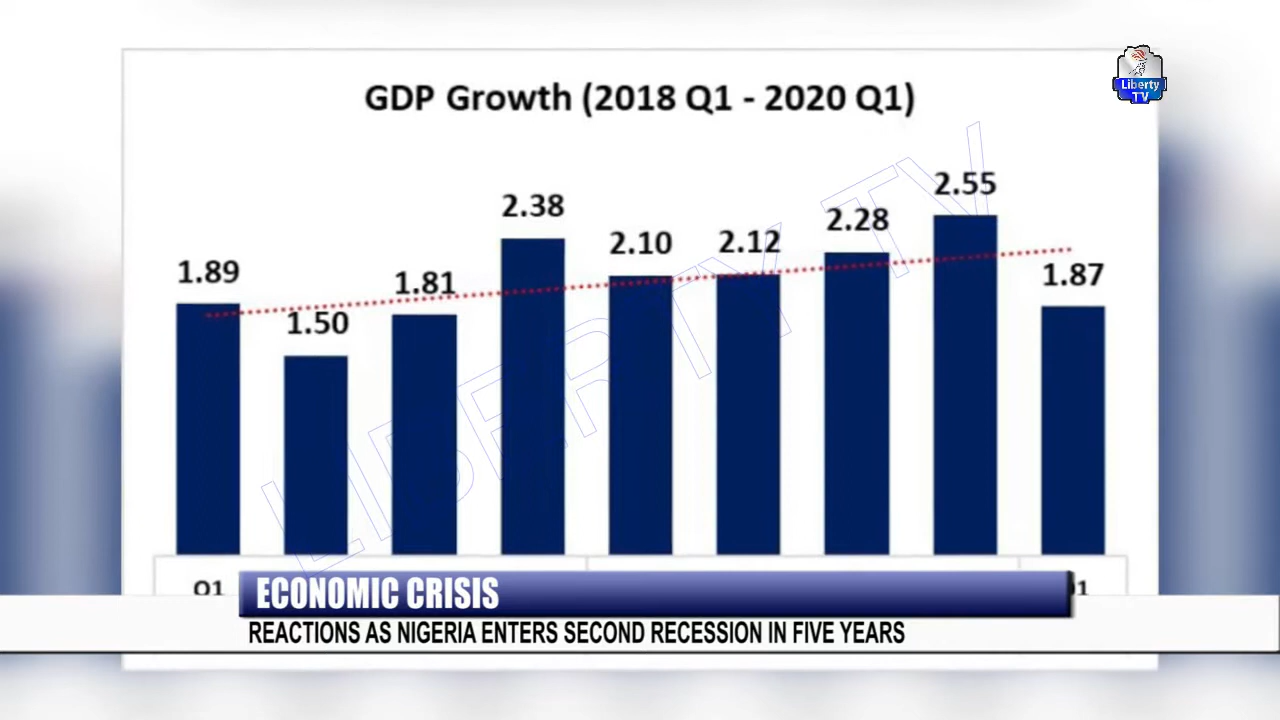 GDP Growth (2018 Q1 - 2020 Q1)
Liberty
TV
1.89
1.50
1.81
2.38
2.10
2.12
2.28
2.55
1.87
LIBERTY TV
Q1
ECONOMIC CRISIS
REACTIONS AS NIGERIA ENTERS SECOND RECESSION IN FIVE YEARS